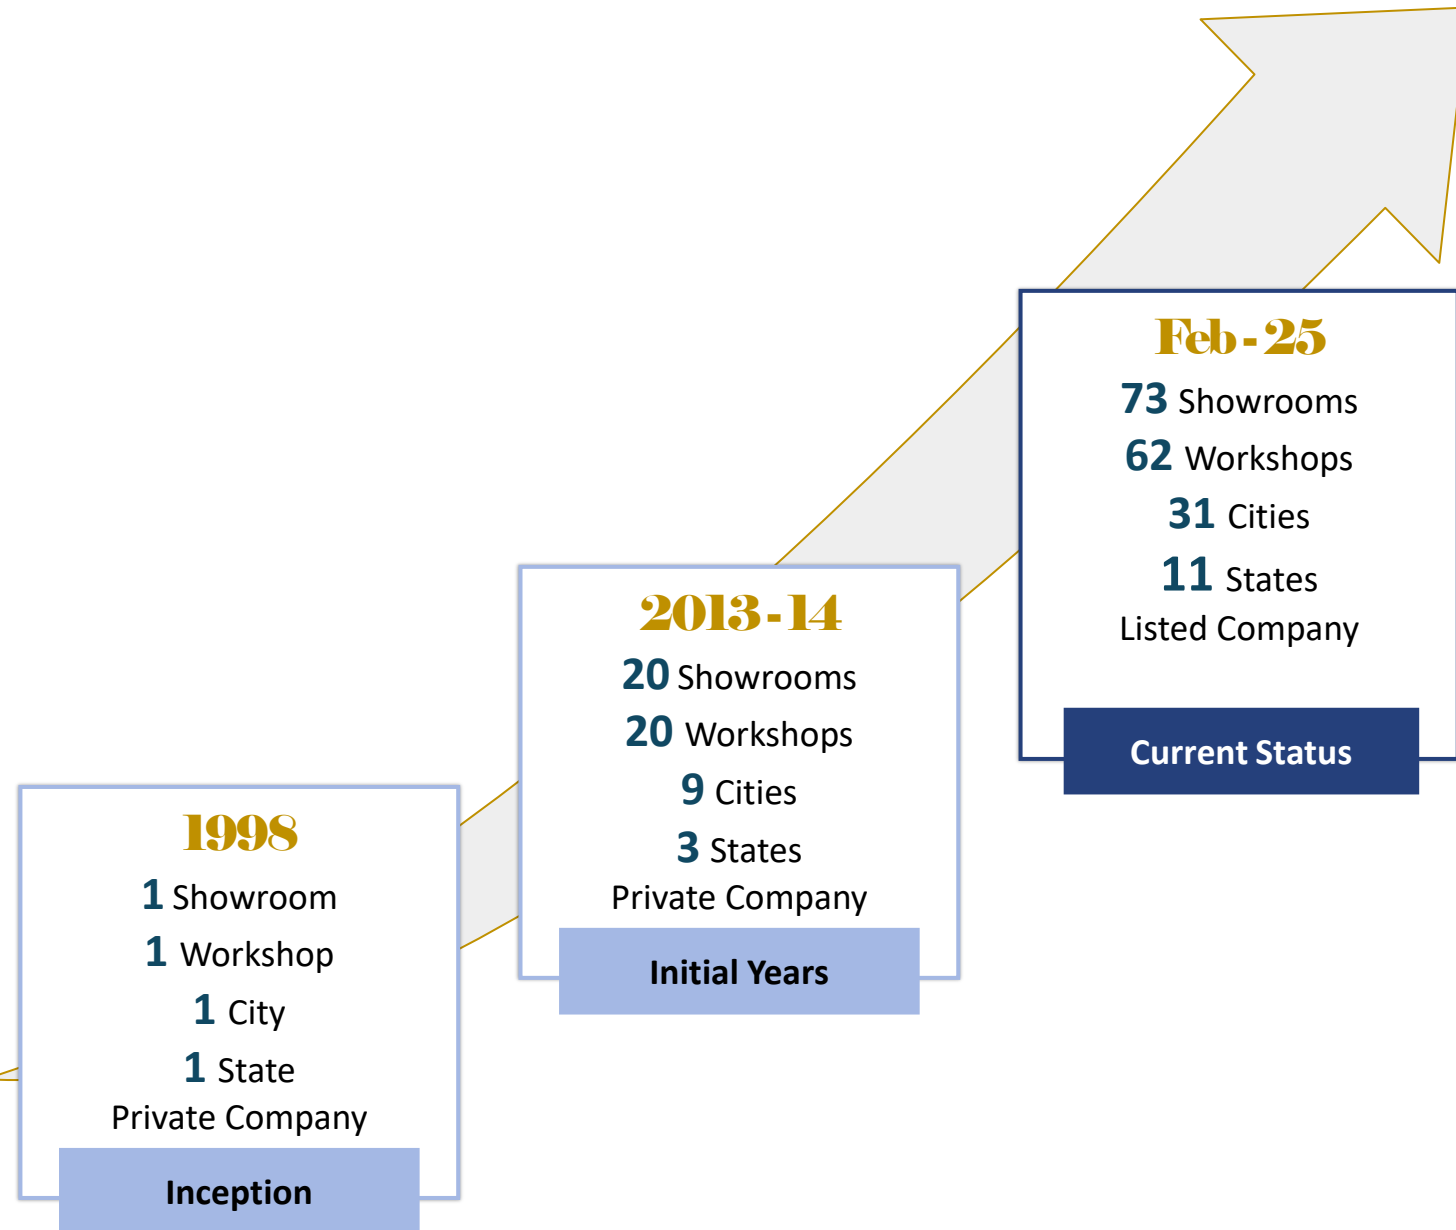 1998
1 Showroom
1 Workshop
1 City
1 State
Private Company
Inception
2013-14
20 Showrooms
20 Workshops
9 Cities
3 States
Private Company
Initial Years
Feb-25
73 Showrooms
62 Workshops
31 Cities
11 States
Listed Company
Current Status